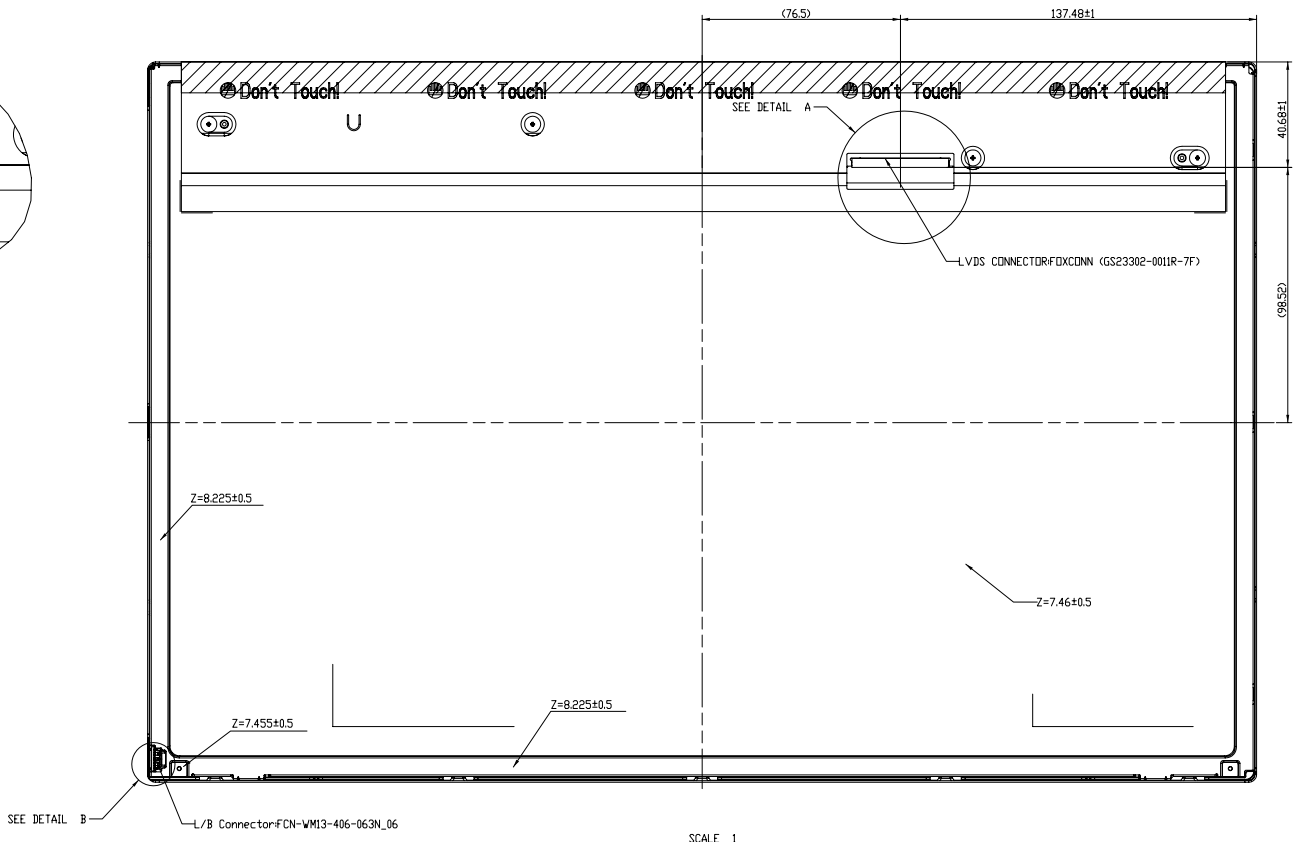 (76.5)
137.48±1
Don't Touch!
Don't Touch!
Don't Touch!
Don't Touch!
Don't Touch!
SEE DETAIL A
40.68±1
LVDS CONNECTOR:FOXCONN (GS23302-0011R-7F)
(98.52)
Z=8.225±0.5
Z=7.46±0.5
Z=8.225±0.5
Z=7.455±0.5
SEE DETAIL B
L/B Connector:FCN-WM13-406-063N_06
SCALE 1